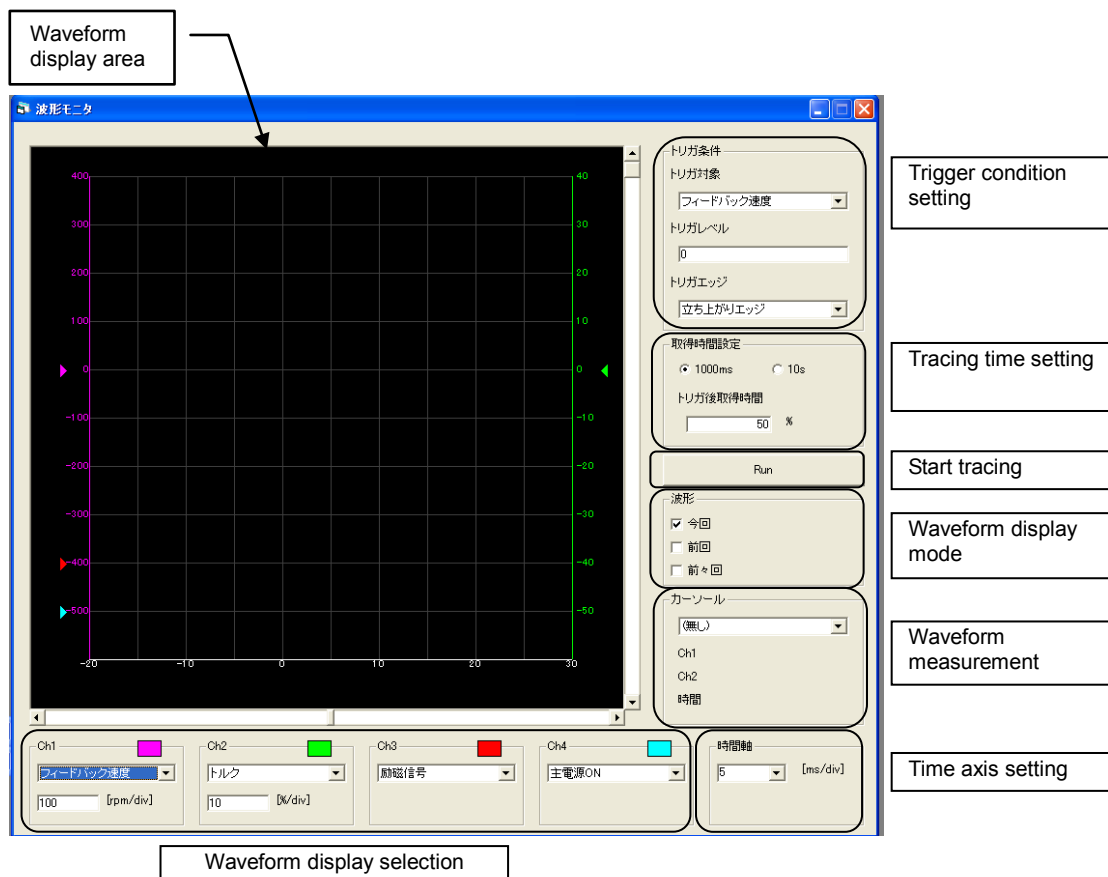 Waveform
display area
波形モニタ
400
300
200
100
0
-100
-200
-300
-400
-500
40
30
20
10
0
-10
-20
-30
-40
-50
-20
-10
0
10
20
30
トリガ条件
トリガ対象
フィードバック速度
トリガレベル
0
トリガエッジ
立ち上がりエッジ
Trigger condition
setting
取得時間設定
1000ms 10s
トリガ後取得時間
50 %
Tracing time setting
Run
Start tracing
波形
今回
前回
前々回
Waveform display
mode
カーソール
(無し)
Ch1
Ch2
時間
Waveform
measurement
Ch1
フィードバック速度
100 [rpm/div]
Ch2
トルク
10 [%/div]
Ch3
励磁信号
Ch4
主電源ON
時間軸
5 [ms/div]
Time axis setting
Waveform display selection